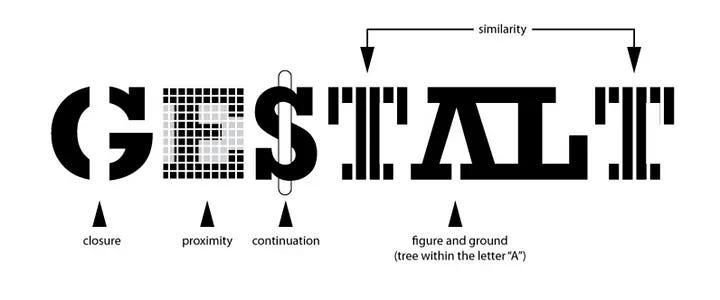 similarity
GESTALT
closure
proximity
continuation
figure and ground
(tree within the letter “A”)